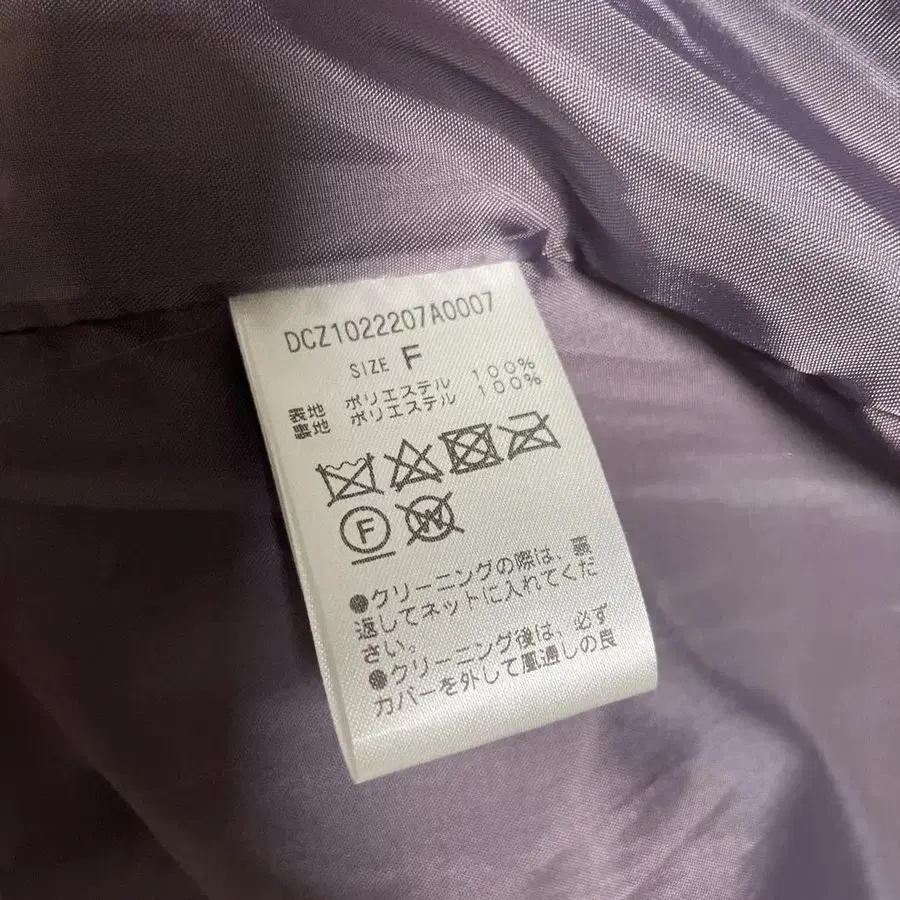 DCZ1022207A0007
SIZE F
表地 ポリエステル 100%
裏地 ポリエステル 100%
F W
●クリーニングの際は、裏
返してネットに入れてくだ
さい。
●クリーニング後は、必ず
カバーを外して風通しの良